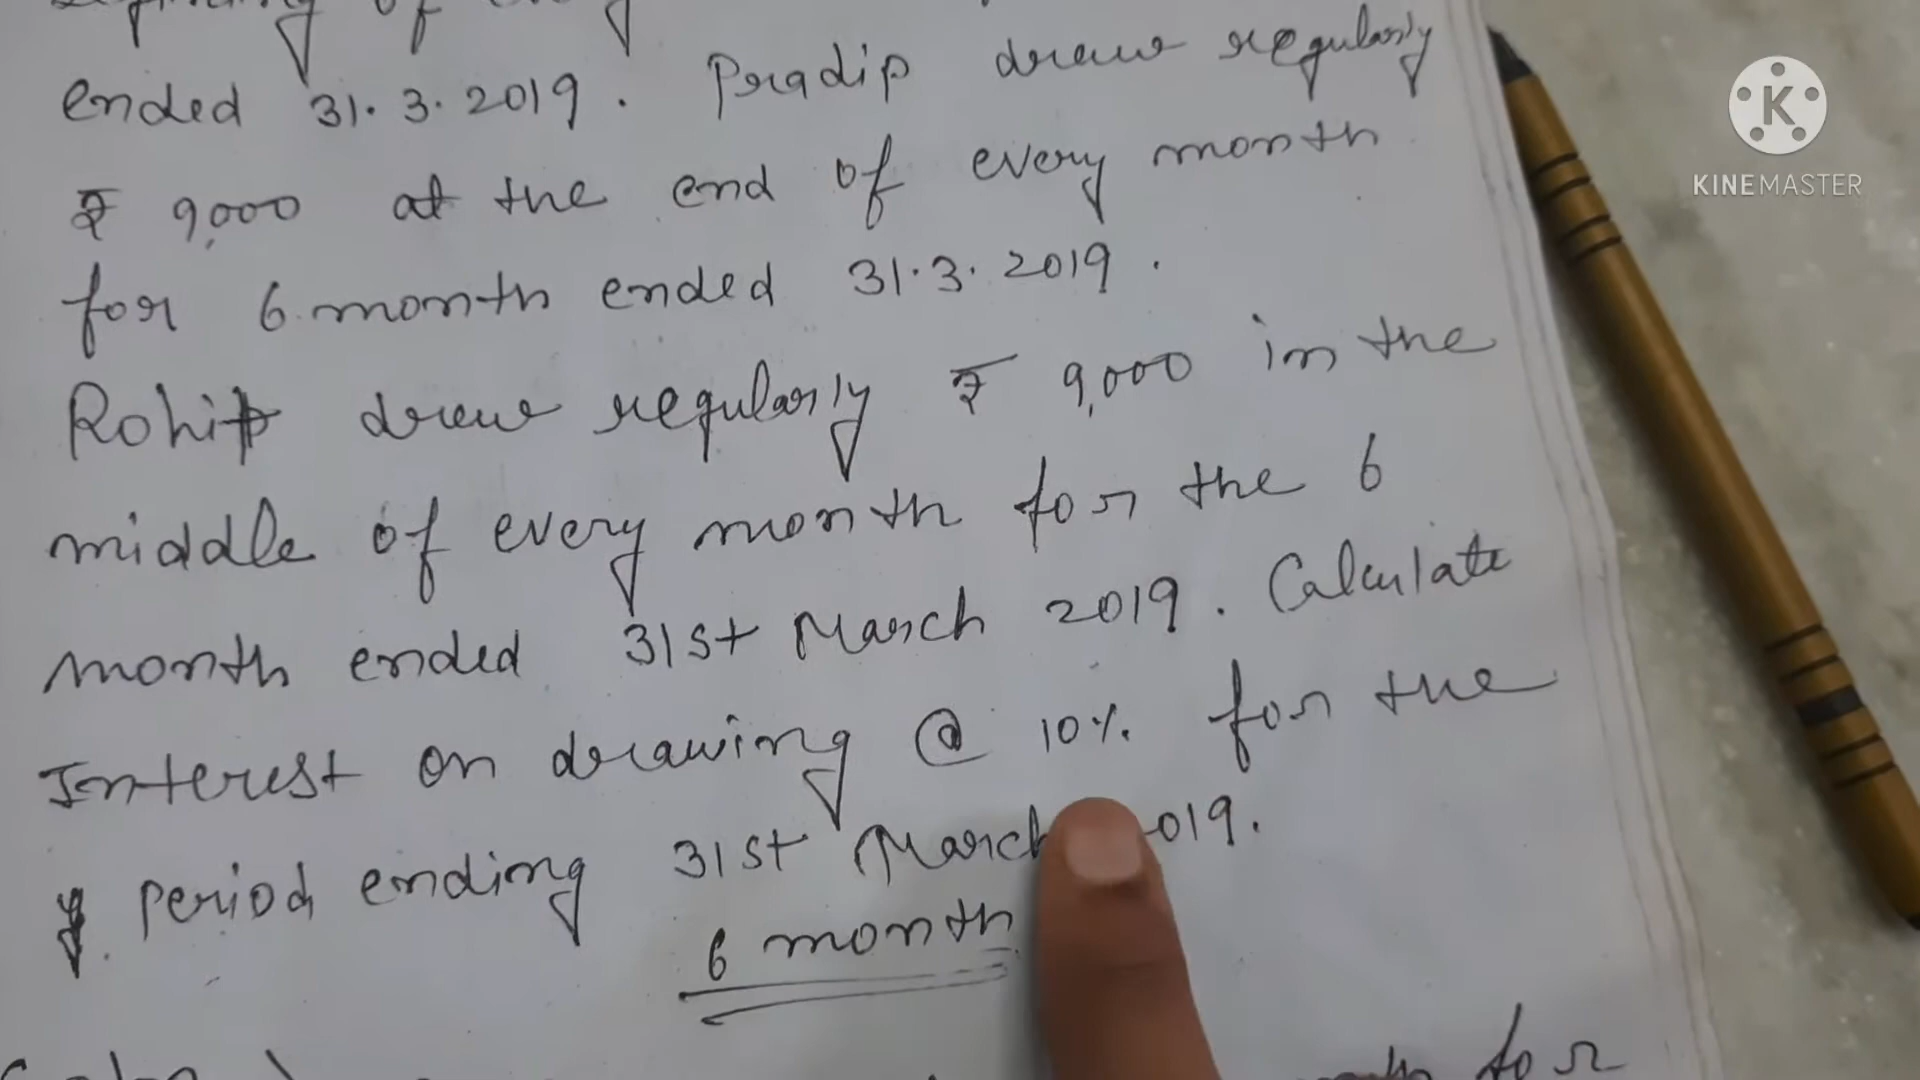 of
ended 31.3.2019. Pradip drew regularly
₹ 9,000 at the end of every month
for 6 month ended 31.3.2019.
Rohit drew regularly ₹ 9,000 in the
middle of every month for the 6
month ended 31st March 2019. Calculate
Interest on drawing @ 10% for the
period ending 31st March 2019.
6 month
for
K
KINEMASTER